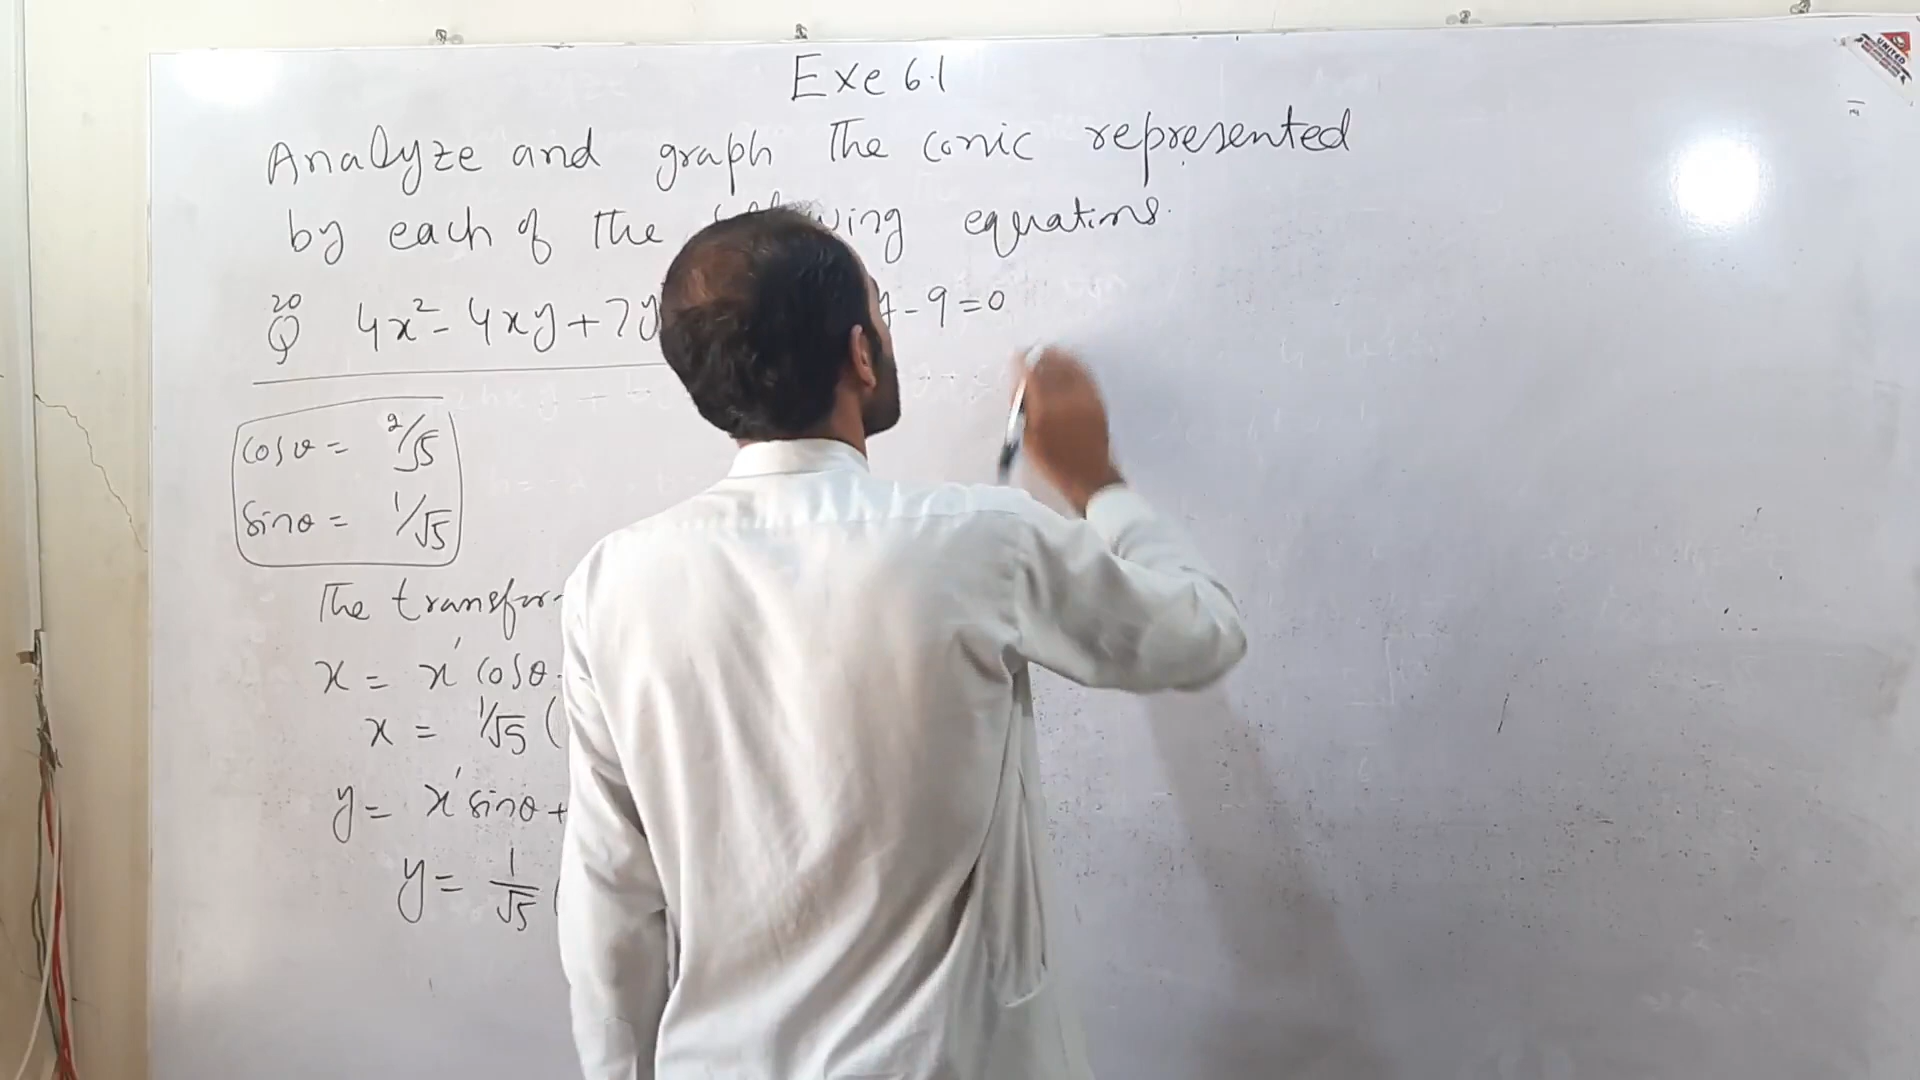 Exe 6.1
Analyze and graph The conic represented
by each of The equations.
20
Q 4x² - 4xy + 7y - 9 = 0
cosθ = 2/√5
sinθ = 1/√5
The transfor
x = x' cosθ
x = 1/√5 (
y = x' sinθ +
y = 1/√5 (
UNITED